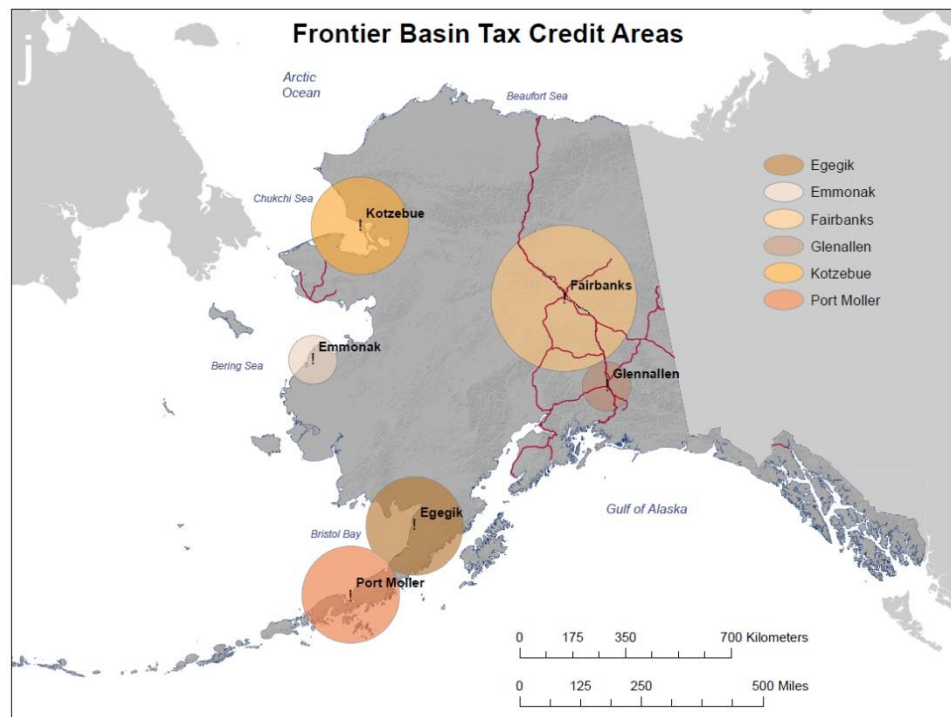 j
Frontier Basin Tax Credit Areas
Arctic
Ocean
Beaufort Sea
Chukchi Sea
Kotzebue
Fairbanks
Emmonak
Bering Sea
Glennallen
Egegik
Bristol Bay
Gulf of Alaska
Port Moller
Egegik
Emmonak
Fairbanks
Glenallen
Kotzebue
Port Moller
0 175 350 700 Kilometers
0 125 250 500 Miles